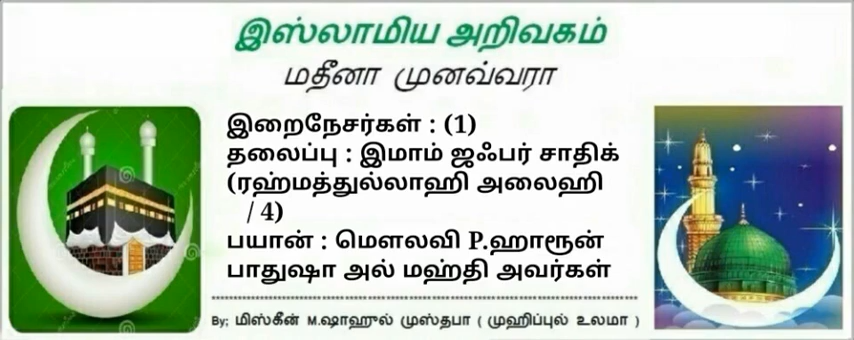 இஸ்லாமிய அறிவகம்
மதீனா முனவ்வரா
இறைநேசர்கள் : (1)
தலைப்பு : இமாம் ஜஃபர் சாதிக்
(ரஹ்மத்துல்லாஹி அலைஹி
/ 4)
பயான் : மௌலவி P.ஹாரூன்
பாதுஷா அல் மஹ்தி அவர்கள்
By; மிஸ்கீன் M.ஷாஹுல் முஸ்தபா ( முஹிப்புல் உலமா )